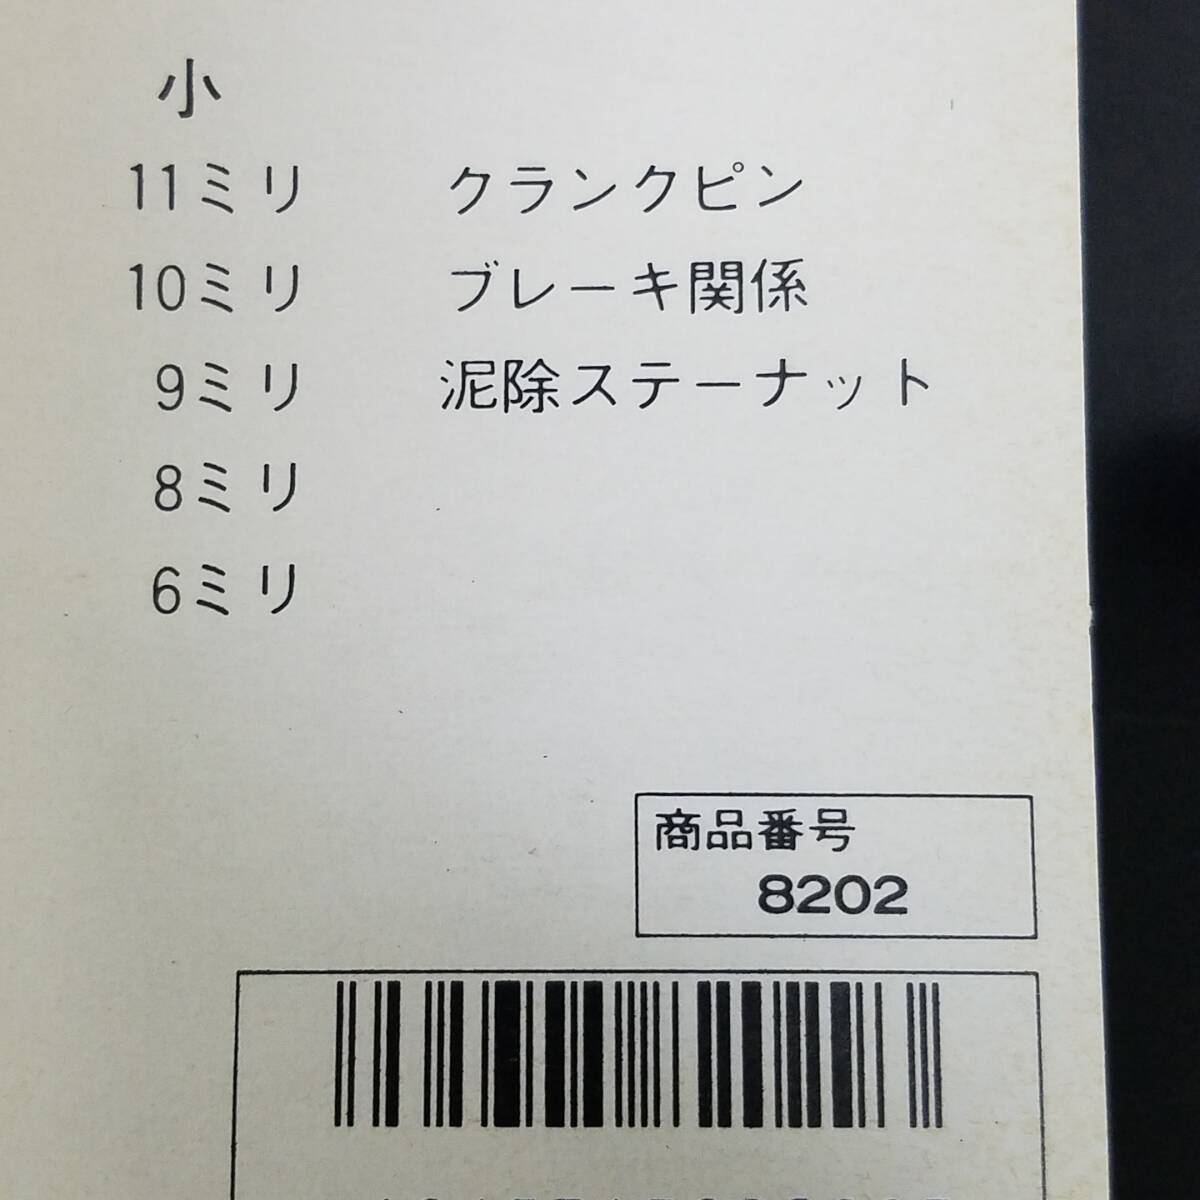 小
11ミリ クランクピン
10ミリ ブレーキ関係
9ミリ 泥除ステーナット
8ミリ
6ミリ
商品番号
8202